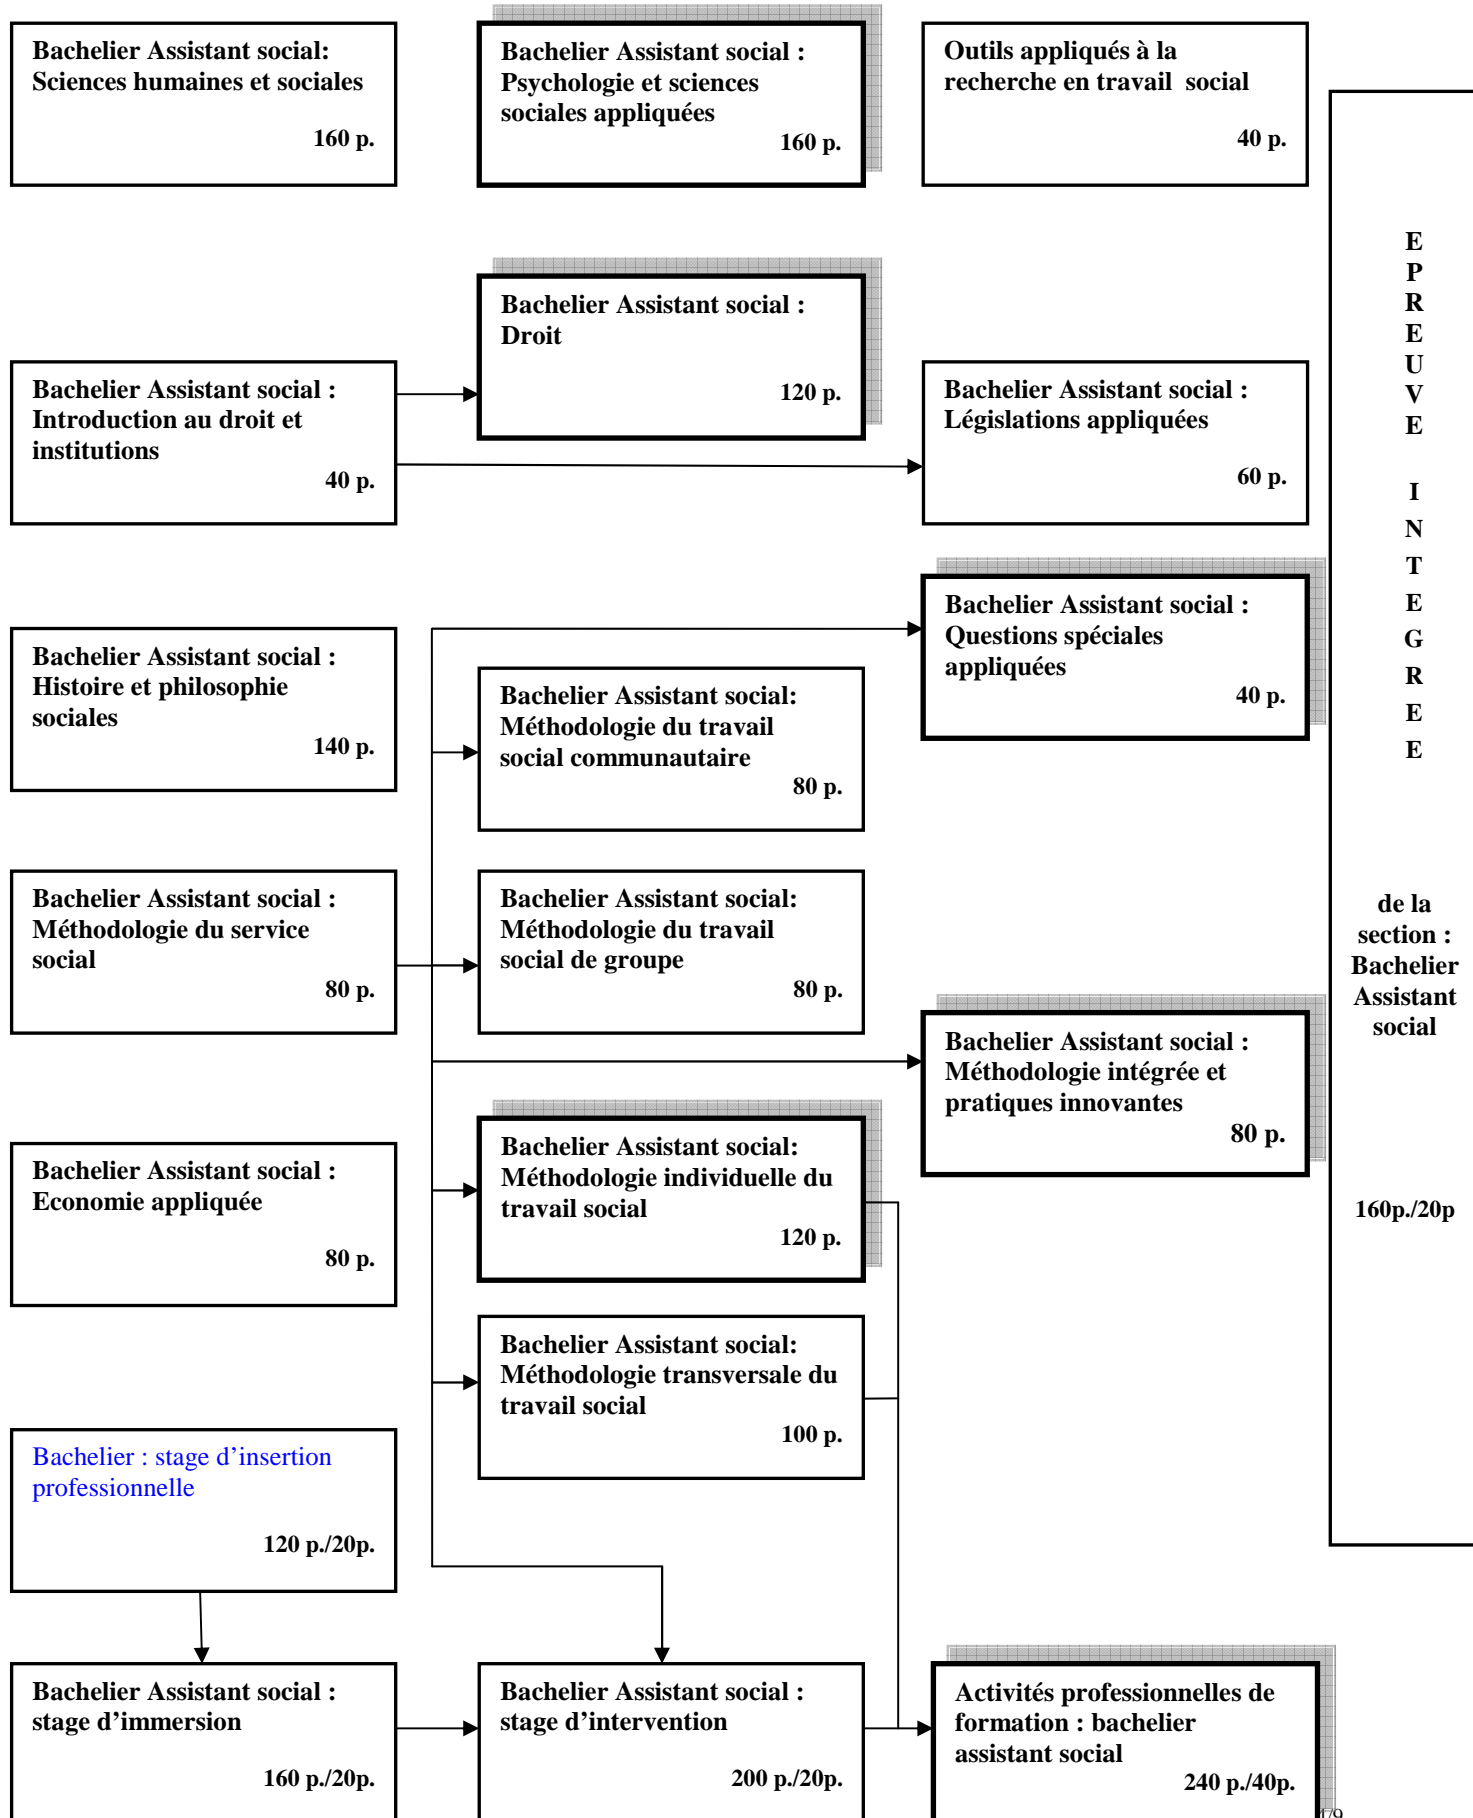 Bachelier Assistant social:
Sciences humaines et sociales
160 p.
Bachelier Assistant social :
Psychologie et sciences
sociales appliquées
160 p.
Outils appliqués à la
recherche en travail social
40 p.
Bachelier Assistant social :
Introduction au droit et
institutions
40 p.
Bachelier Assistant social :
Droit
120 p.
Bachelier Assistant social :
Législations appliquées
60 p.
Bachelier Assistant social :
Histoire et philosophie
sociales
140 p.
Bachelier Assistant social:
Méthodologie du travail
social communautaire
80 p.
Bachelier Assistant social :
Questions spéciales
appliquées
40 p.
Bachelier Assistant social :
Méthodologie du service
social
80 p.
Bachelier Assistant social:
Méthodologie du travail
social de groupe
80 p.
Bachelier Assistant social :
Méthodologie intégrée et
pratiques innovantes
80 p.
Bachelier Assistant social :
Economie appliquée
80 p.
Bachelier Assistant social:
Méthodologie individuelle du
travail social
120 p.
Bachelier Assistant social:
Méthodologie transversale du
travail social
100 p.
Bachelier : stage d’insertion
professionnelle
120 p./20p.
Bachelier Assistant social :
stage d’immersion
160 p./20p.
Bachelier Assistant social :
stage d’intervention
200 p./20p.
Activités professionnelles de
formation : bachelier
assistant social
240 p./40p.
E
P
R
E
U
V
E
I
N
T
E
G
R
E
E
de la
section :
Bachelier
Assistant
social
160p./20p